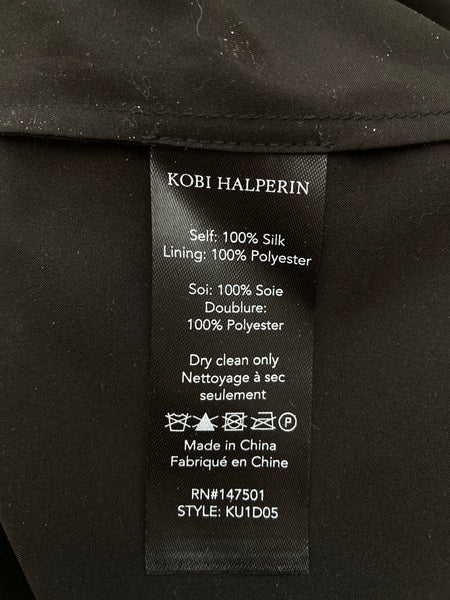 KOBI HALPERIN
Self: 100% Silk
Lining: 100% Polyester
Soi: 100% Soie
Doublure:
100% Polyester
Dry clean only
Nettoyage à sec
seulement
Made in China
Fabriqué en Chine
RN#147501
STYLE: KU1D05